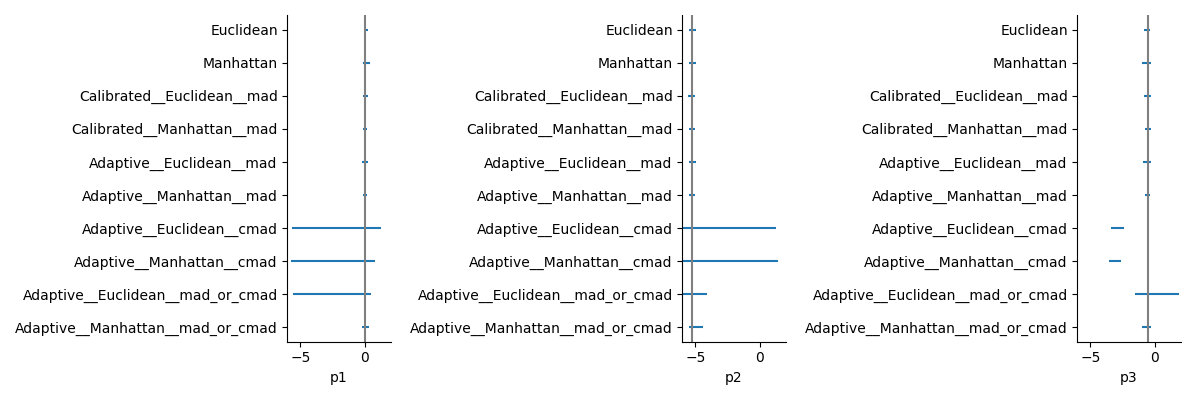 Euclidean
Manhattan
Calibrated__Euclidean__mad
Calibrated__Manhattan__mad
Adaptive__Euclidean__mad
Adaptive__Manhattan__mad
Adaptive__Euclidean__cmad
Adaptive__Manhattan__cmad
Adaptive__Euclidean__mad_or_cmad
Adaptive__Manhattan__mad_or_cmad
−5 0
p1
Euclidean
Manhattan
Calibrated__Euclidean__mad
Calibrated__Manhattan__mad
Adaptive__Euclidean__mad
Adaptive__Manhattan__mad
Adaptive__Euclidean__cmad
Adaptive__Manhattan__cmad
Adaptive__Euclidean__mad_or_cmad
Adaptive__Manhattan__mad_or_cmad
−5 0
p2
Euclidean
Manhattan
Calibrated__Euclidean__mad
Calibrated__Manhattan__mad
Adaptive__Euclidean__mad
Adaptive__Manhattan__mad
Adaptive__Euclidean__cmad
Adaptive__Manhattan__cmad
Adaptive__Euclidean__mad_or_cmad
Adaptive__Manhattan__mad_or_cmad
−5 0
p3